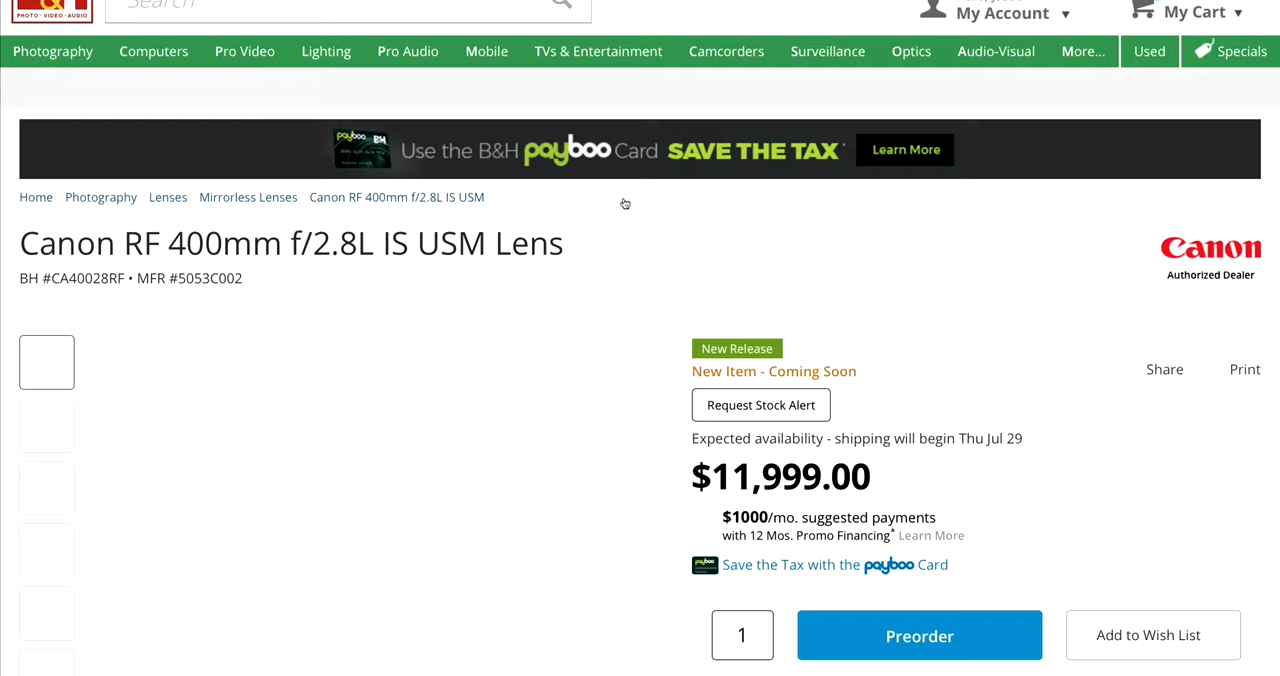 PHOTO · VIDEO · AUDIO
Search
My Account ▼
My Cart ▼
Photography Computers Pro Video Lighting Pro Audio Mobile TVs & Entertainment Camcorders Surveillance Optics Audio-Visual More... Used Specials
payboo BH Use the B&H payboo Card SAVE THE TAX* Learn More
Home Photography Lenses Mirrorless Lenses Canon RF 400mm f/2.8L IS USM
Canon RF 400mm f/2.8L IS USM Lens
BH #CA40028RF • MFR #5053C002
Canon
Authorized Dealer
New Release
New Item - Coming Soon
Share Print
Request Stock Alert
Expected availability - shipping will begin Thu Jul 29
$11,999.00
$1000/mo. suggested payments
with 12 Mos. Promo Financing* Learn More
payboo Save the Tax with the payboo Card
1 Preorder Add to Wish List